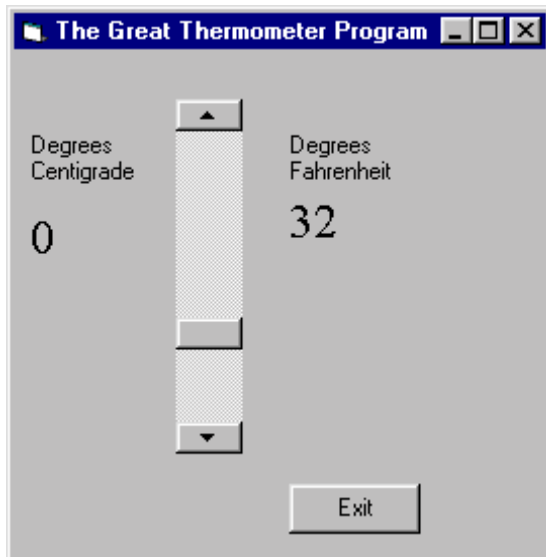 The Great Thermometer Program
Degrees
Centigrade
0
Degrees
Fahrenheit
32
Exit